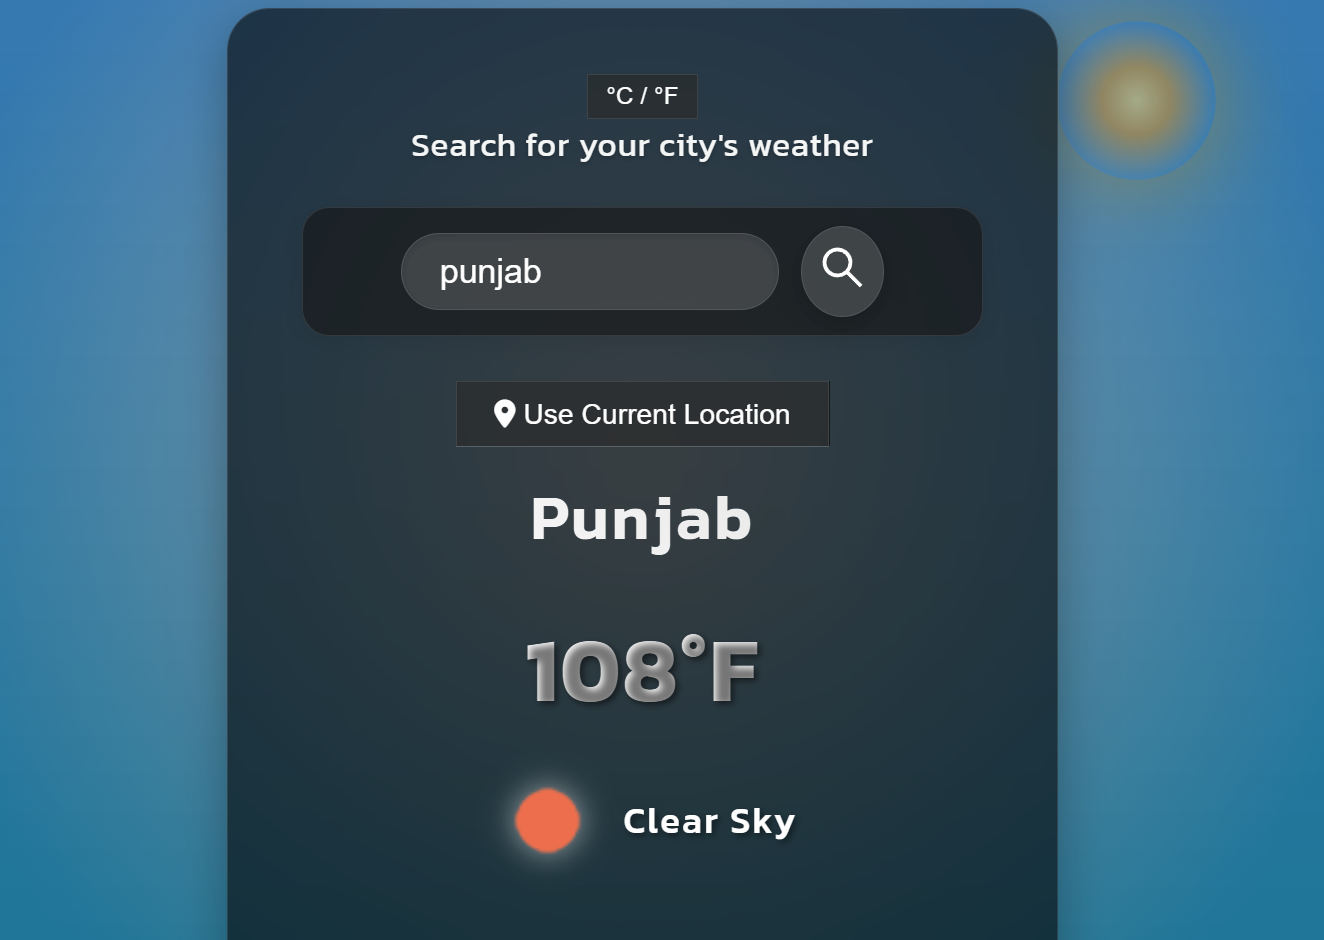 °C / °F
Search for your city's weather
punjab
Use Current Location
Punjab
108°F
Clear Sky